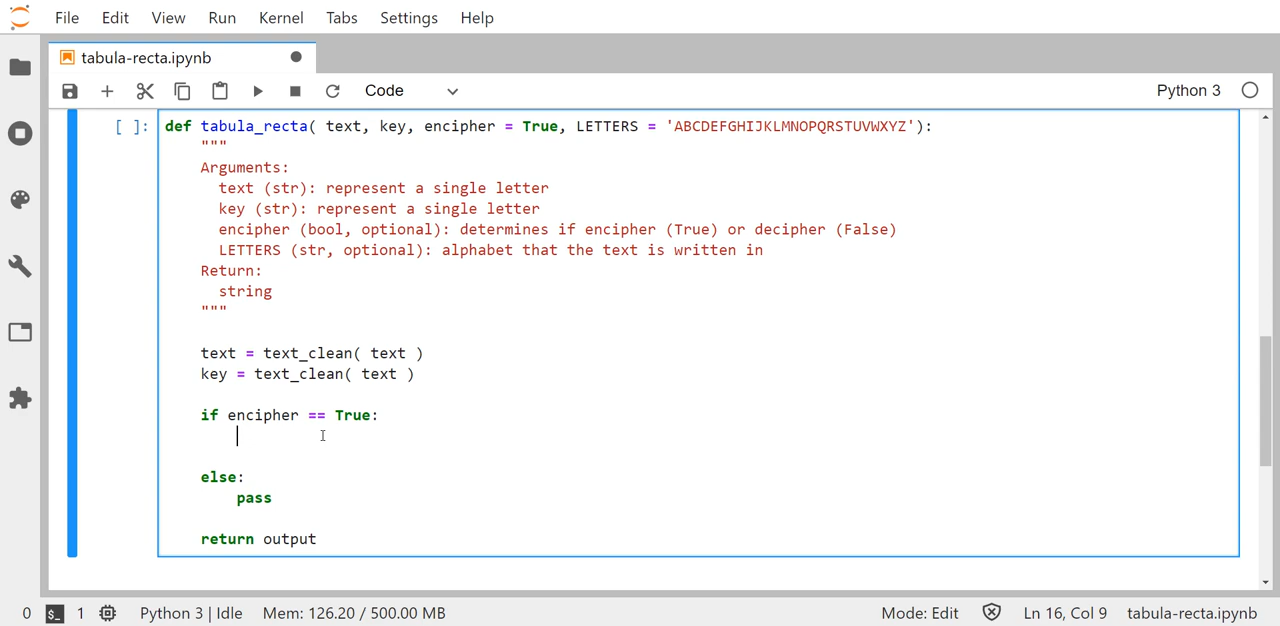 File Edit View Run Kernel Tabs Settings Help
tabula-recta.ipynb
Code Python 3
[ ]: def tabula_recta( text, key, encipher = True, LETTERS = 'ABCDEFGHIJKLMNOPQRSTUVWXYZ'):
"""
Arguments:
text (str): represent a single letter
key (str): represent a single letter
encipher (bool, optional): determines if encipher (True) or decipher (False)
LETTERS (str, optional): alphabet that the text is written in
Return:
string
"""
text = text_clean( text )
key = text_clean( text )
if encipher == True:
else:
pass
return output
0 $_ 1 Python 3 | Idle Mem: 126.20 / 500.00 MB Mode: Edit Ln 16, Col 9 tabula-recta.ipynb